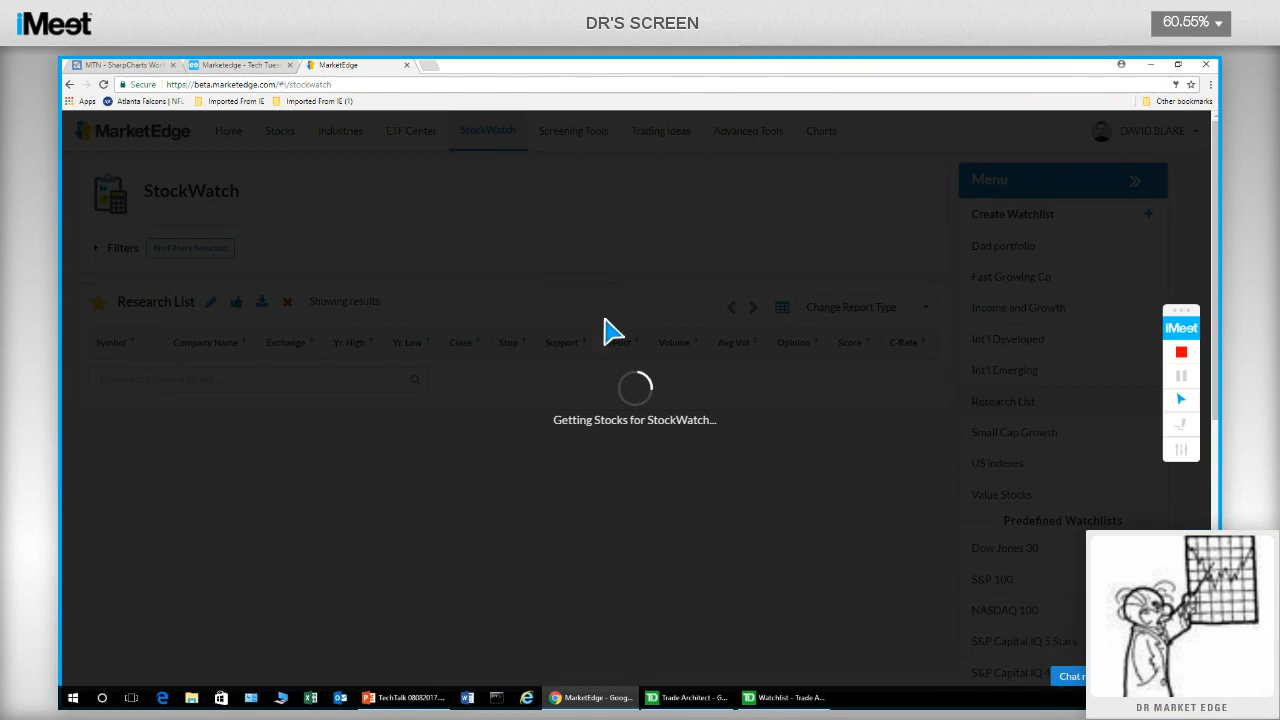 iMeet
DR'S SCREEN
60.55%
MTN - SharpCharts Wor
Marketedge - Tech Tues
MarketEdge
Secure
https://beta.marketedge.com/#!/stockwatch
Apps
Atlanta Falcons | NFL
Imported From IE
Imported From IE (1)
Other bookmarks
MarketEdge
Home
Stocks
Industries
ETF Center
StockWatch
Screening Tools
Trading Ideas
Advanced Tools
Charts
DAVID BLAKE
StockWatch
Filters
No Filters Selected
Research List
Showing results
Change Report Type
Symbol
Company Name
Exchange
Yr. High
Yr. Low
Close
Stop
Support
Resist
Volume
Avg Vol
Opinion
Score
C-Rate
Getting Stocks for StockWatch...
Menu
Create Watchlist
Dad portfolio
Fast Growing Co
Income and Growth
Int'l Developed
Int'l Emerging
Research List
Small Cap Growth
US Indexes
Value Stocks
Predefined Watchlists
Dow Jones 30
S&P 100
NASDAQ 100
S&P Capital IQ 5 Stars
S&P Capital IQ 4
iMeet
Chat
DR MARKET EDGE
TechTalk 08082017....
MarketEdge - Goog...
Trade Architect - G...
Watchlist - Trade A...